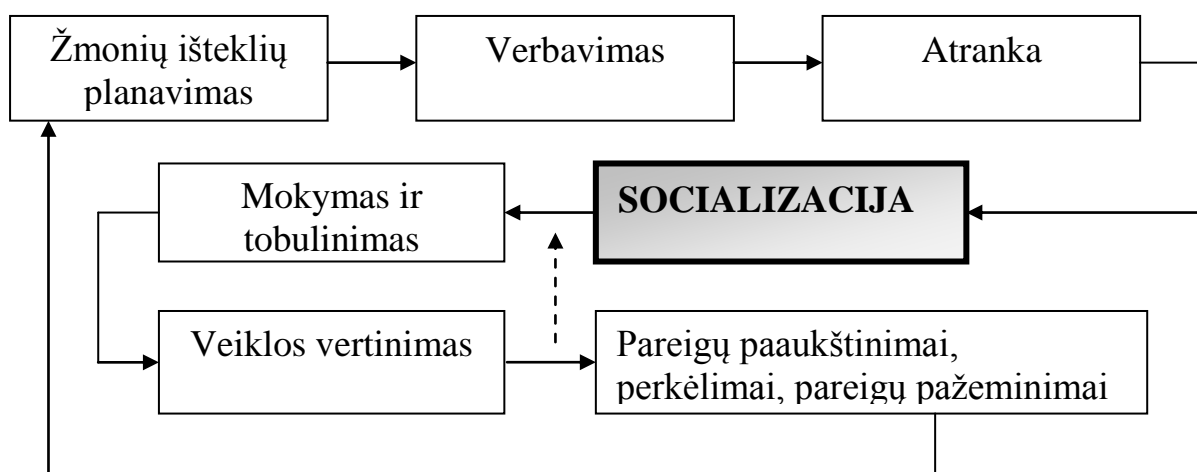 Žmonių išteklių
planavimas
Verbavimas
Atranka
Mokymas ir
tobulinimas
SOCIALIZACIJA
Veiklos vertinimas
Pareigų paaukštinimai,
perkėlimai, pareigų pažeminimai